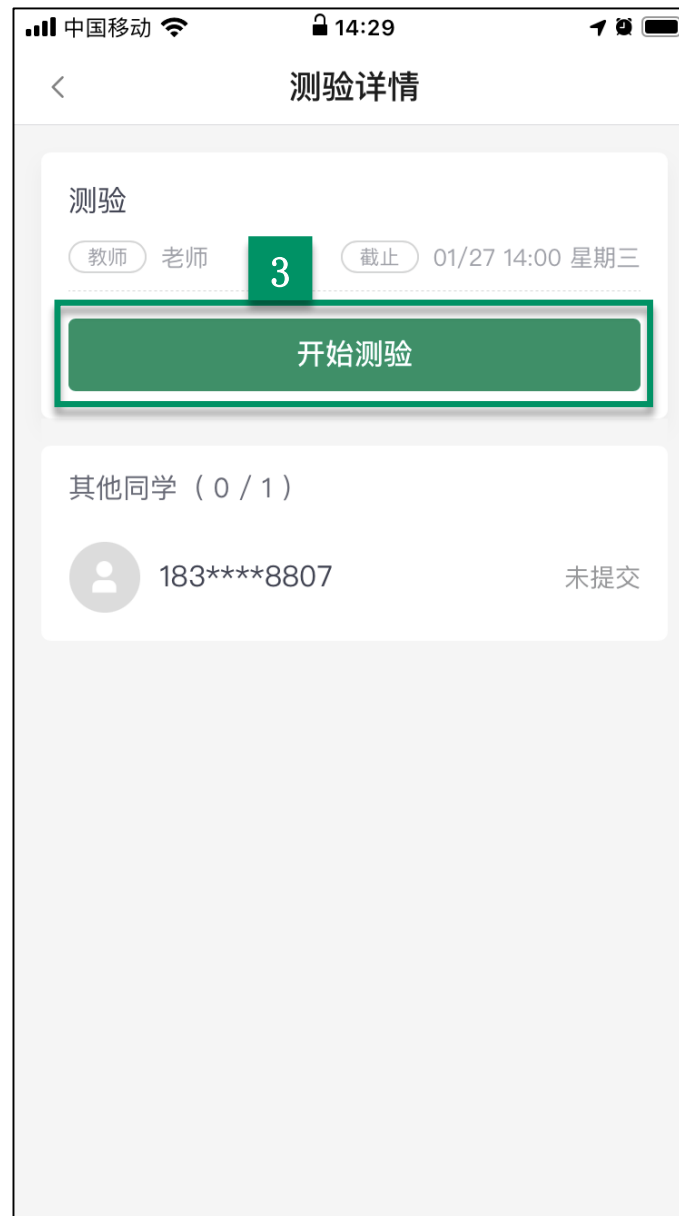 中国移动 14:29
测验详情
测验
教师 老师 3 截止 01/27 14:00 星期三
开始测验
其他同学（0 / 1）
183****8807 未提交